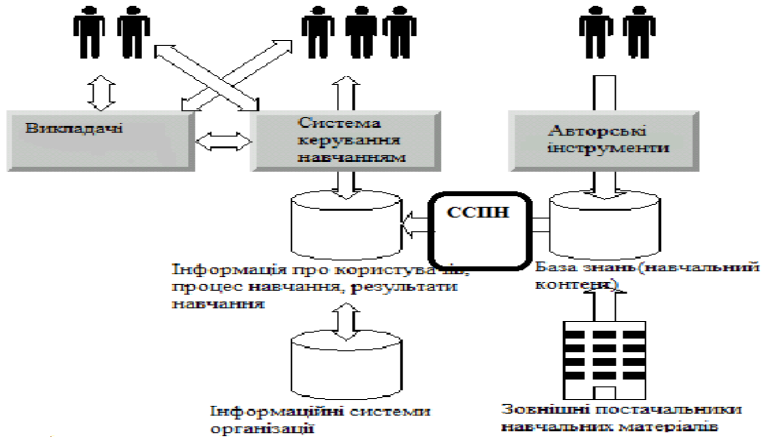 Викладачі
Система
керування
навчанням
Авторські
інструменти
ССПН
Інформація про користувачів,
процес навчання, результати
навчання
База знань(навчальний
контент)
Інформаційні системи
організації
Зовнішні постачальники
навчальних матеріалів